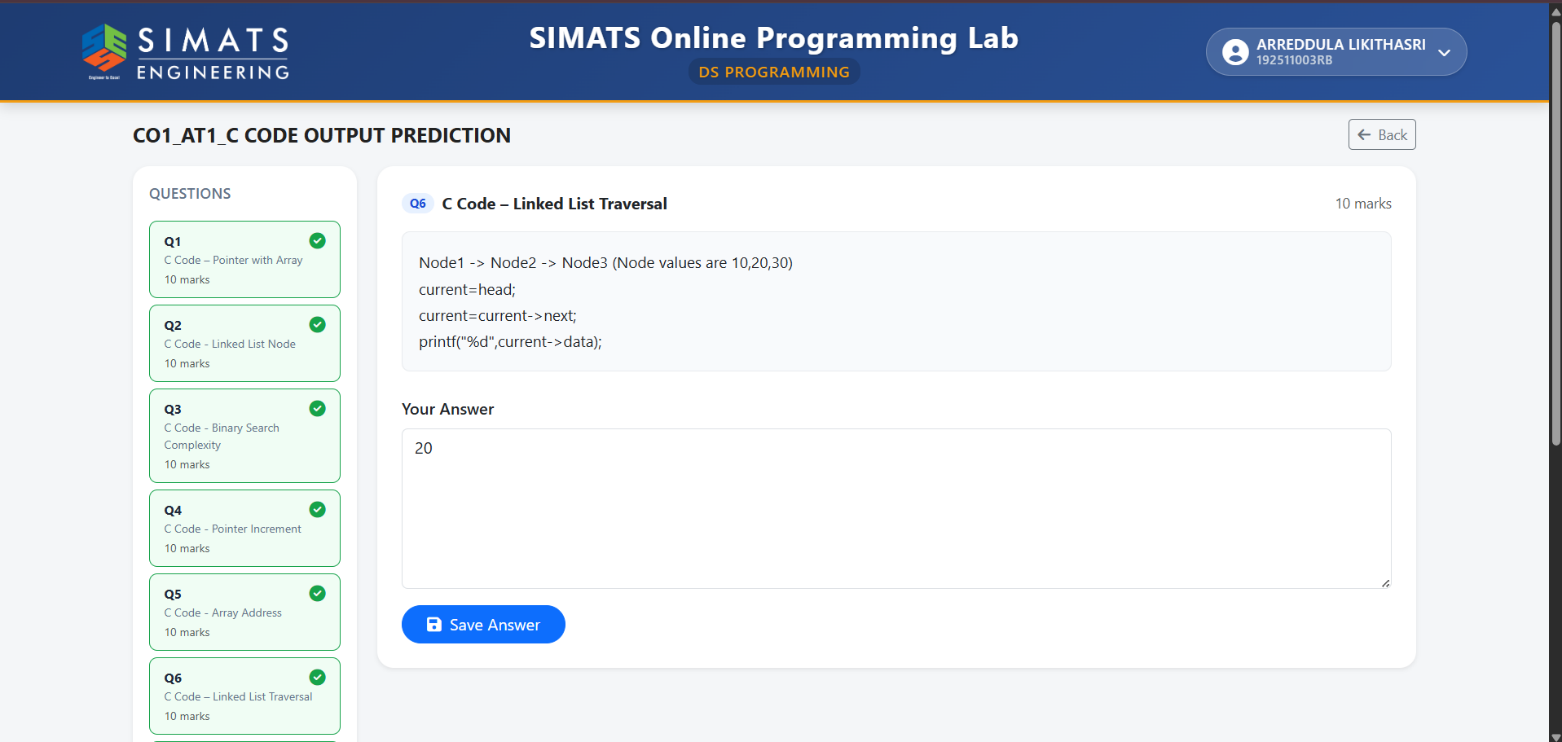 SIMATS
ENGINEERING
Engineer to Excel
SIMATS Online Programming Lab
DS PROGRAMMING
ARREDDULA LIKITHASRI
192511003RB
CO1_AT1_C CODE OUTPUT PREDICTION
Back
QUESTIONS
Q1
C Code – Pointer with Array
10 marks
Q2
C Code - Linked List Node
10 marks
Q3
C Code - Binary Search
Complexity
10 marks
Q4
C Code - Pointer Increment
10 marks
Q5
C Code - Array Address
10 marks
Q6
C Code – Linked List Traversal
10 marks
Q6 C Code – Linked List Traversal 10 marks
Node1 -> Node2 -> Node3 (Node values are 10,20,30)
current=head;
current=current->next;
printf("%d",current->data);
Your Answer
20
Save Answer